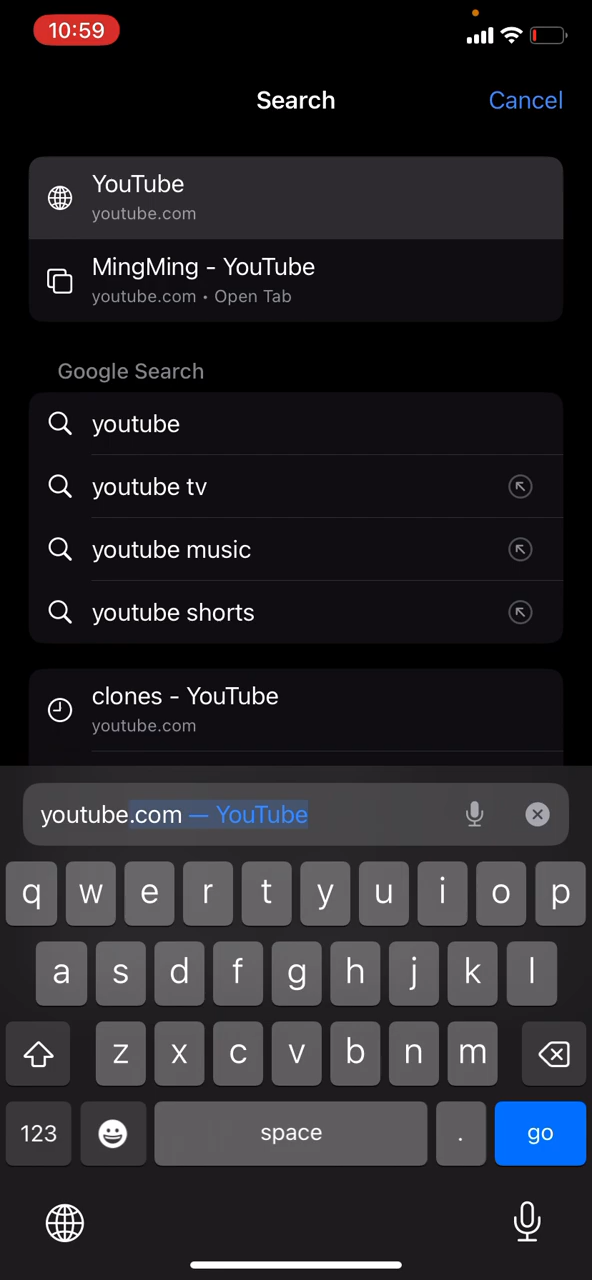 10:59
Search
Cancel
YouTube
youtube.com
MingMing - YouTube
youtube.com • Open Tab
Google Search
youtube
youtube tv
youtube music
youtube shorts
clones - YouTube
youtube.com
youtube.com — YouTube
q w e r t y u i o p
a s d f g h j k l
z x c v b n m
123 space . go